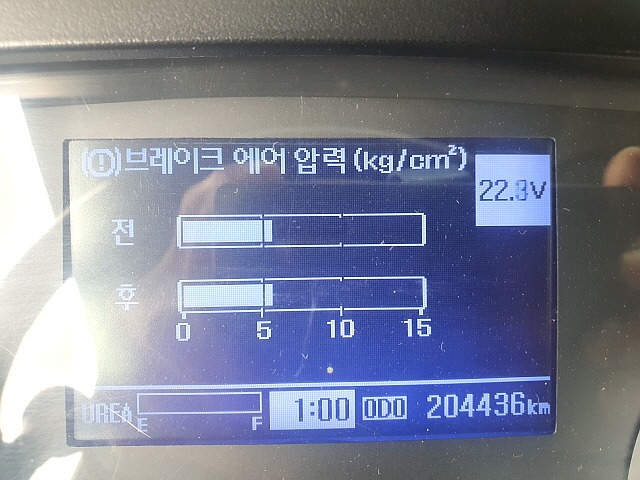 (!)브레이크 에어 압력(kg/cm²)
22.3V
전
후
0 5 10 15
UREA E F 1:00 ODO 204436km